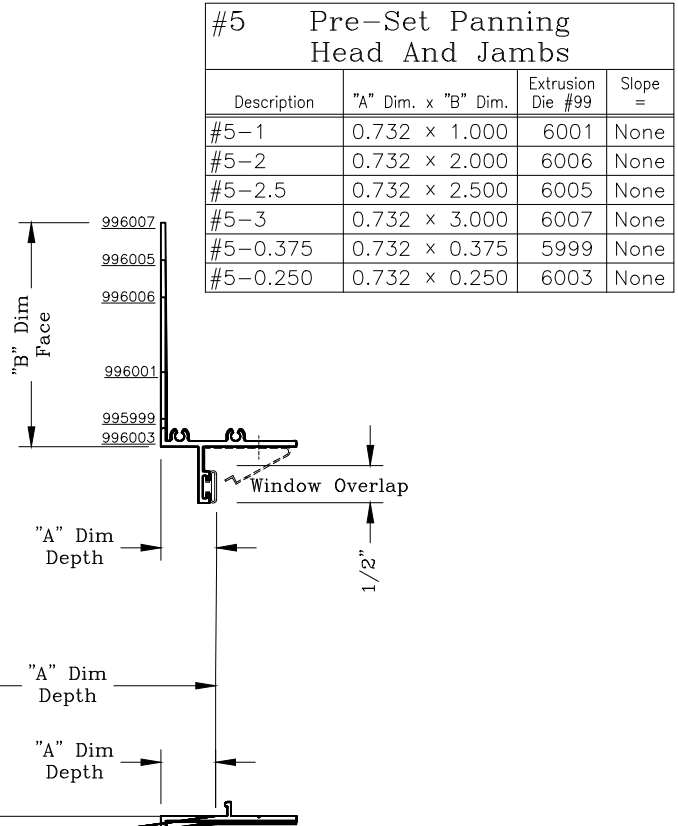 #5 Pre-Set Panning
Head And Jambs
Description "A" Dim. x "B" Dim. Extrusion Die #99 Slope =
#5-1 0.732 x 1.000 6001 None
#5-2 0.732 x 2.000 6006 None
#5-2.5 0.732 x 2.500 6005 None
#5-3 0.732 x 3.000 6007 None
#5-0.375 0.732 x 0.375 5999 None
#5-0.250 0.732 x 0.250 6003 None
996007
996005
996006
996001
995999
996003
"B" Dim
Face
Window Overlap
1/2"
"A" Dim
Depth
"A" Dim
Depth
"A" Dim
Depth